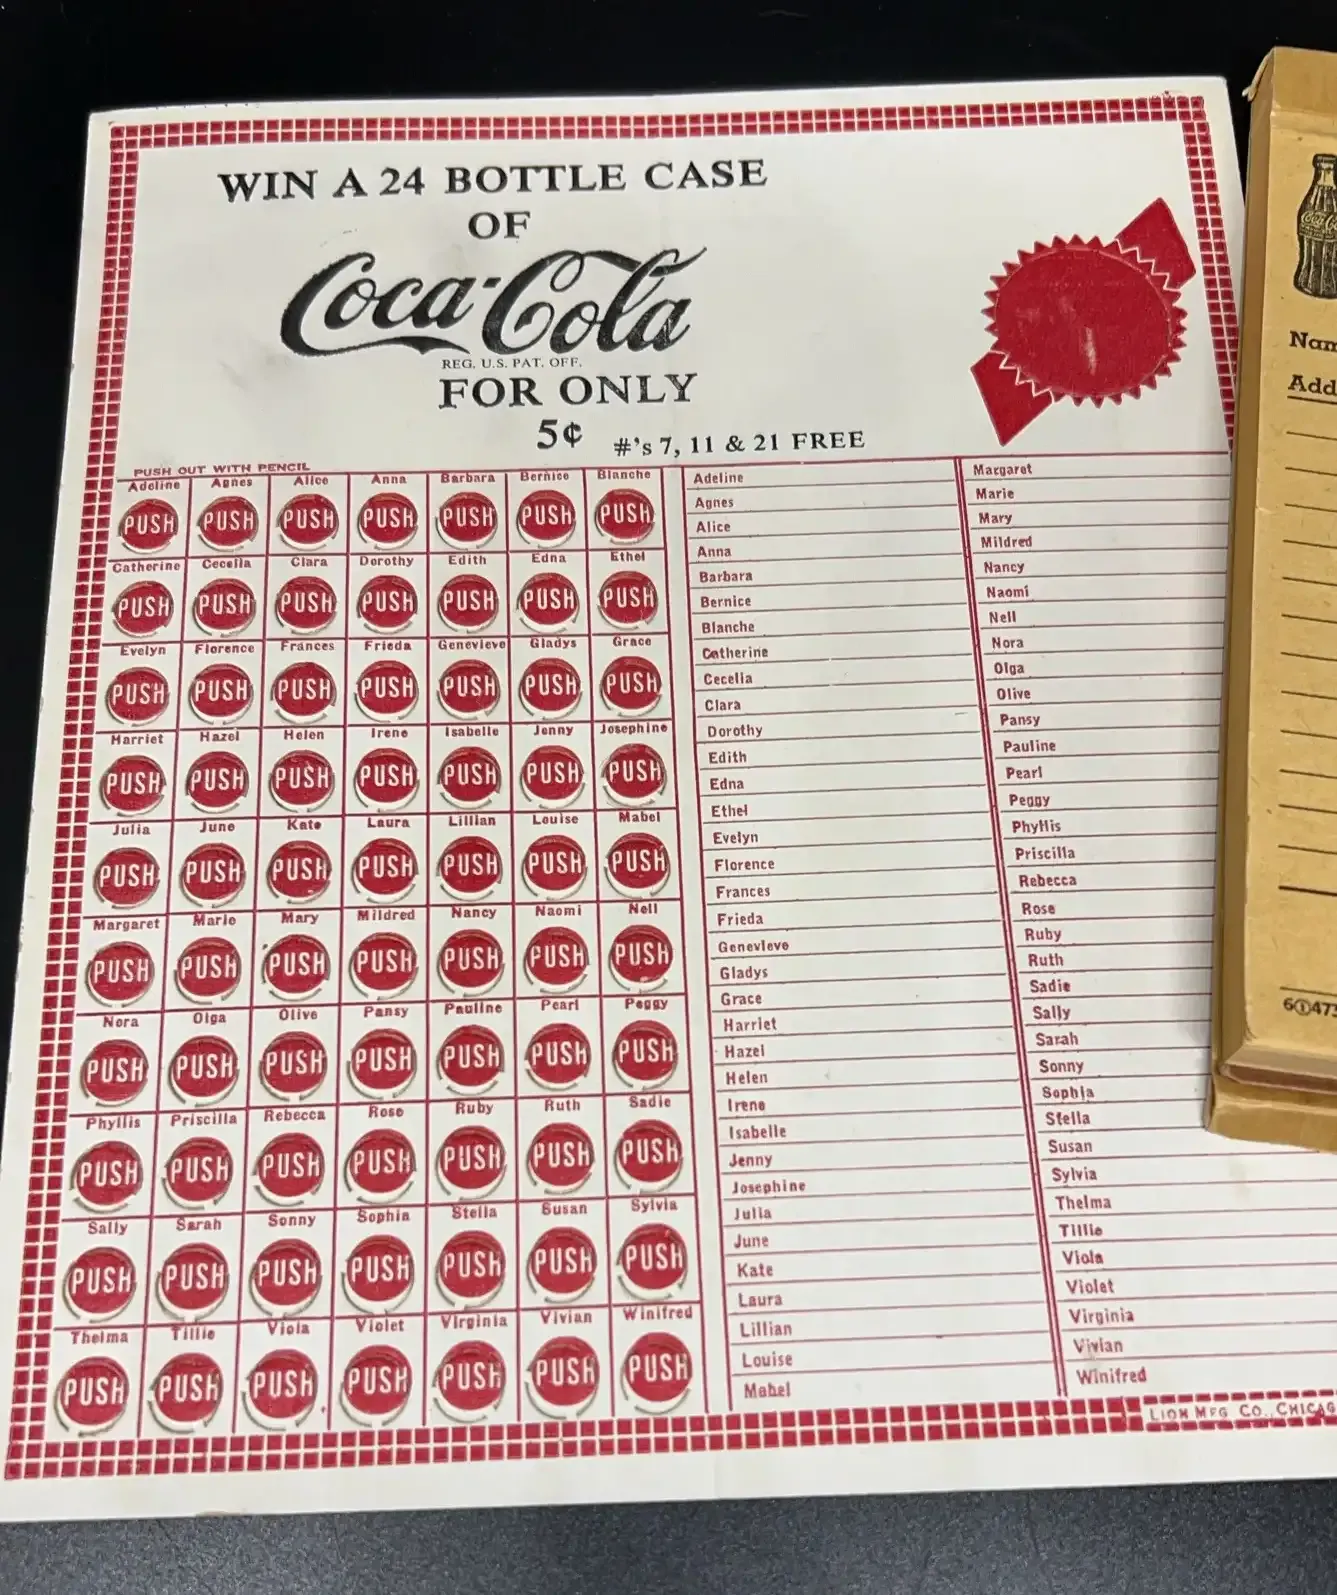 WIN A 24 BOTTLE CASE
OF
Coca-Cola
REG. U.S. PAT. OFF.
FOR ONLY
5¢ #'s 7, 11 & 21 FREE
PUSH OUT WITH PENCIL
Adeline Agnes Alice Anna Barbara Bernice Blanche
PUSH PUSH PUSH PUSH PUSH PUSH PUSH
Catherine Cecelia Clara Dorothy Edith Edna Ethel
PUSH PUSH PUSH PUSH PUSH PUSH PUSH
Evelyn Florence Frances Frieda Genevieve Gladys Grace
PUSH PUSH PUSH PUSH PUSH PUSH PUSH
Harriet Hazel Helen Irene Isabelle Jenny Josephine
PUSH PUSH PUSH PUSH PUSH PUSH PUSH
Julia June Kate Laura Lillian Louise Mabel
PUSH PUSH PUSH PUSH PUSH PUSH PUSH
Margaret Marie Mary Mildred Nancy Naomi Nell
PUSH PUSH PUSH PUSH PUSH PUSH PUSH
Nora Olga Olive Pansy Pauline Pearl Peggy
PUSH PUSH PUSH PUSH PUSH PUSH PUSH
Phyllis Priscilla Rebecca Rose Ruby Ruth Sadie
PUSH PUSH PUSH PUSH PUSH PUSH PUSH
Sally Sarah Sonny Sophia Stella Susan Sylvia
PUSH PUSH PUSH PUSH PUSH PUSH PUSH
Thelma Tillie Viola Violet Virginia Vivian Winifred
PUSH PUSH PUSH PUSH PUSH PUSH PUSH
Adeline
Agnes
Alice
Anna
Barbara
Bernice
Blanche
Catherine
Cecelia
Clara
Dorothy
Edith
Edna
Ethel
Evelyn
Florence
Frances
Frieda
Genevieve
Gladys
Grace
Harriet
Hazel
Helen
Irene
Isabelle
Jenny
Josephine
Julia
June
Kate
Laura
Lillian
Louise
Mabel
Margaret
Marie
Mary
Mildred
Nancy
Naomi
Nell
Nora
Olga
Olive
Pansy
Pauline
Pearl
Peggy
Phyllis
Priscilla
Rebecca
Rose
Ruby
Ruth
Sadie
Sally
Sarah
Sonny
Sophia
Stella
Susan
Sylvia
Thelma
Tillie
Viola
Violet
Virginia
Vivian
Winifred
LION MFG CO., CHICAG
Nam
Add